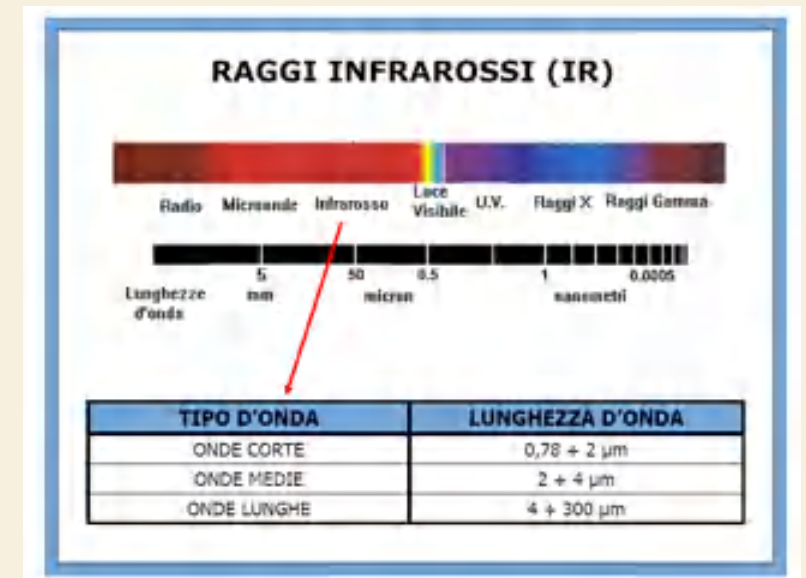 RAGGI INFRAROSSI (IR)
Radio Microonde Infrarosso Luce Visibile U.V. Raggi X Raggi Gamma
5 50 0.5 1 0.0005
Lunghezze d'onda mm micron nanometri
TIPO D'ONDA LUNGHEZZA D'ONDA
ONDE CORTE 0,78 ÷ 2 µm
ONDE MEDIE 2 ÷ 4 µm
ONDE LUNGHE 4 ÷ 300 µm